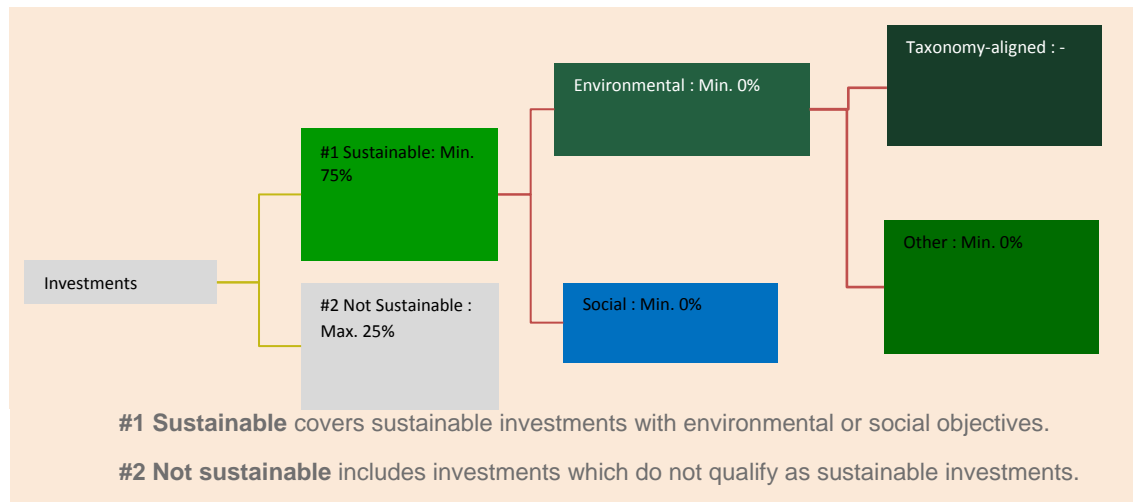 Investments
#1 Sustainable: Min.
75%
#2 Not Sustainable :
Max. 25%
Environmental : Min. 0%
Social : Min. 0%
Taxonomy-aligned : -
Other : Min. 0%
#1 Sustainable covers sustainable investments with environmental or social objectives.
#2 Not sustainable includes investments which do not qualify as sustainable investments.